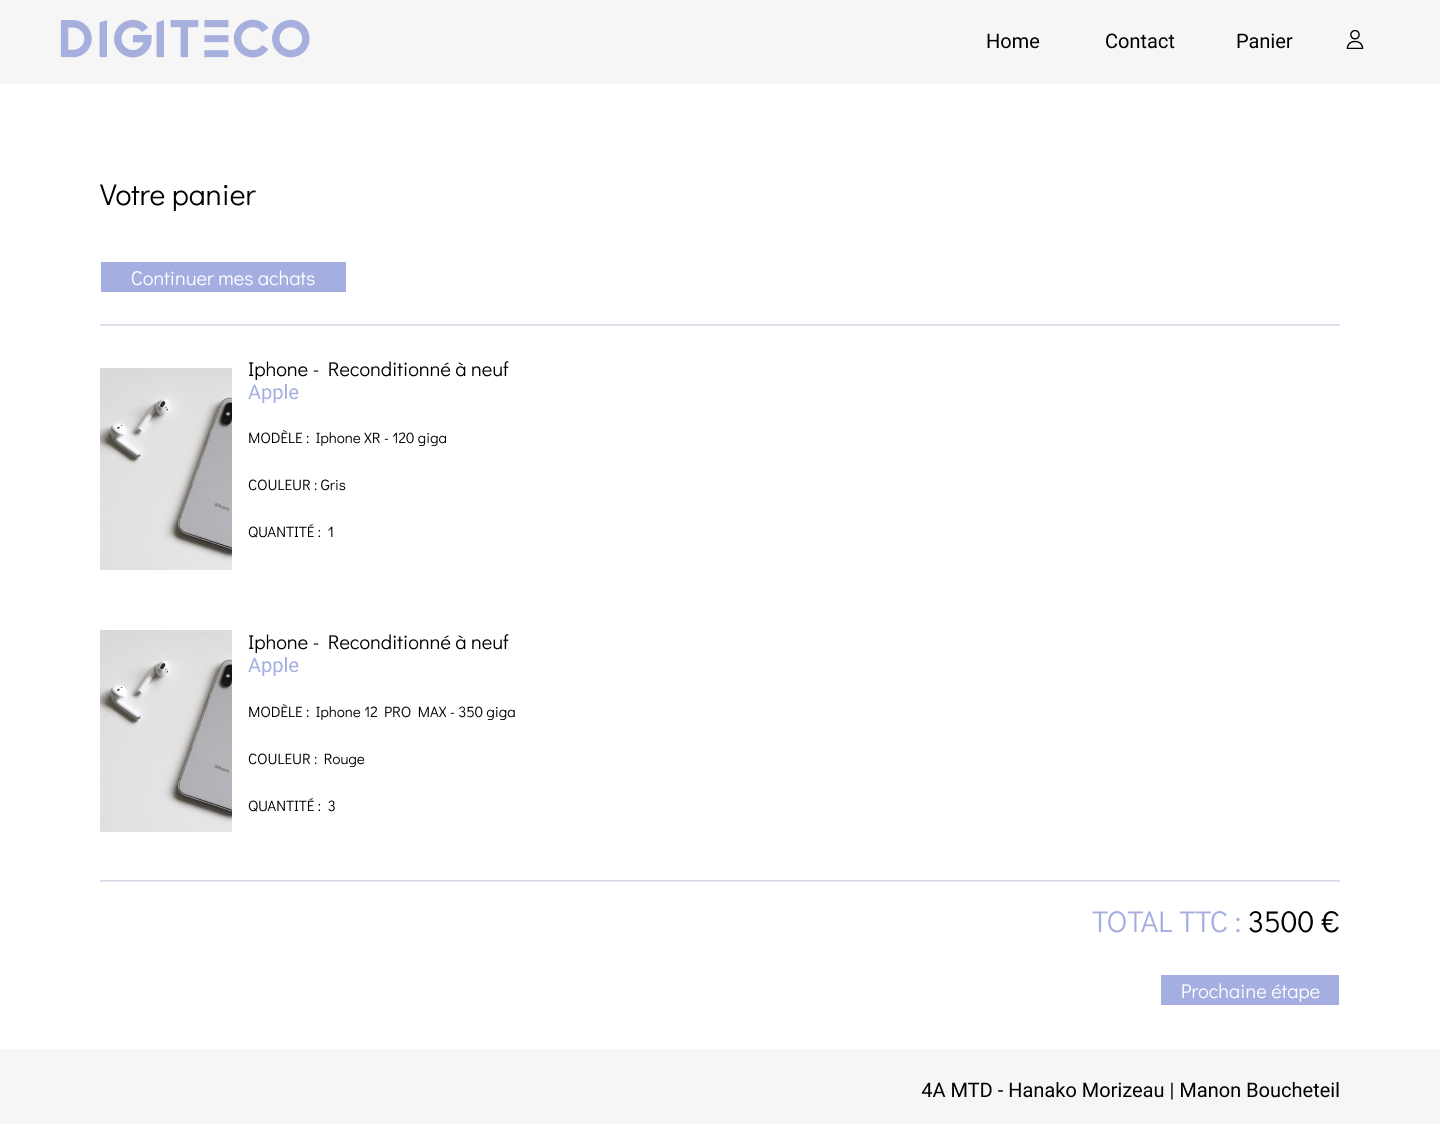 DIGITECO
Home Contact Panier
Votre panier
Continuer mes achats
Iphone - Reconditionné à neuf
Apple
MODÈLE : Iphone XR - 120 giga
COULEUR : Gris
QUANTITÉ : 1
Iphone - Reconditionné à neuf
Apple
MODÈLE : Iphone 12 PRO MAX - 350 giga
COULEUR : Rouge
QUANTITÉ : 3
TOTAL TTC : 3500 €
Prochaine étape
4A MTD - Hanako Morizeau | Manon Boucheteil